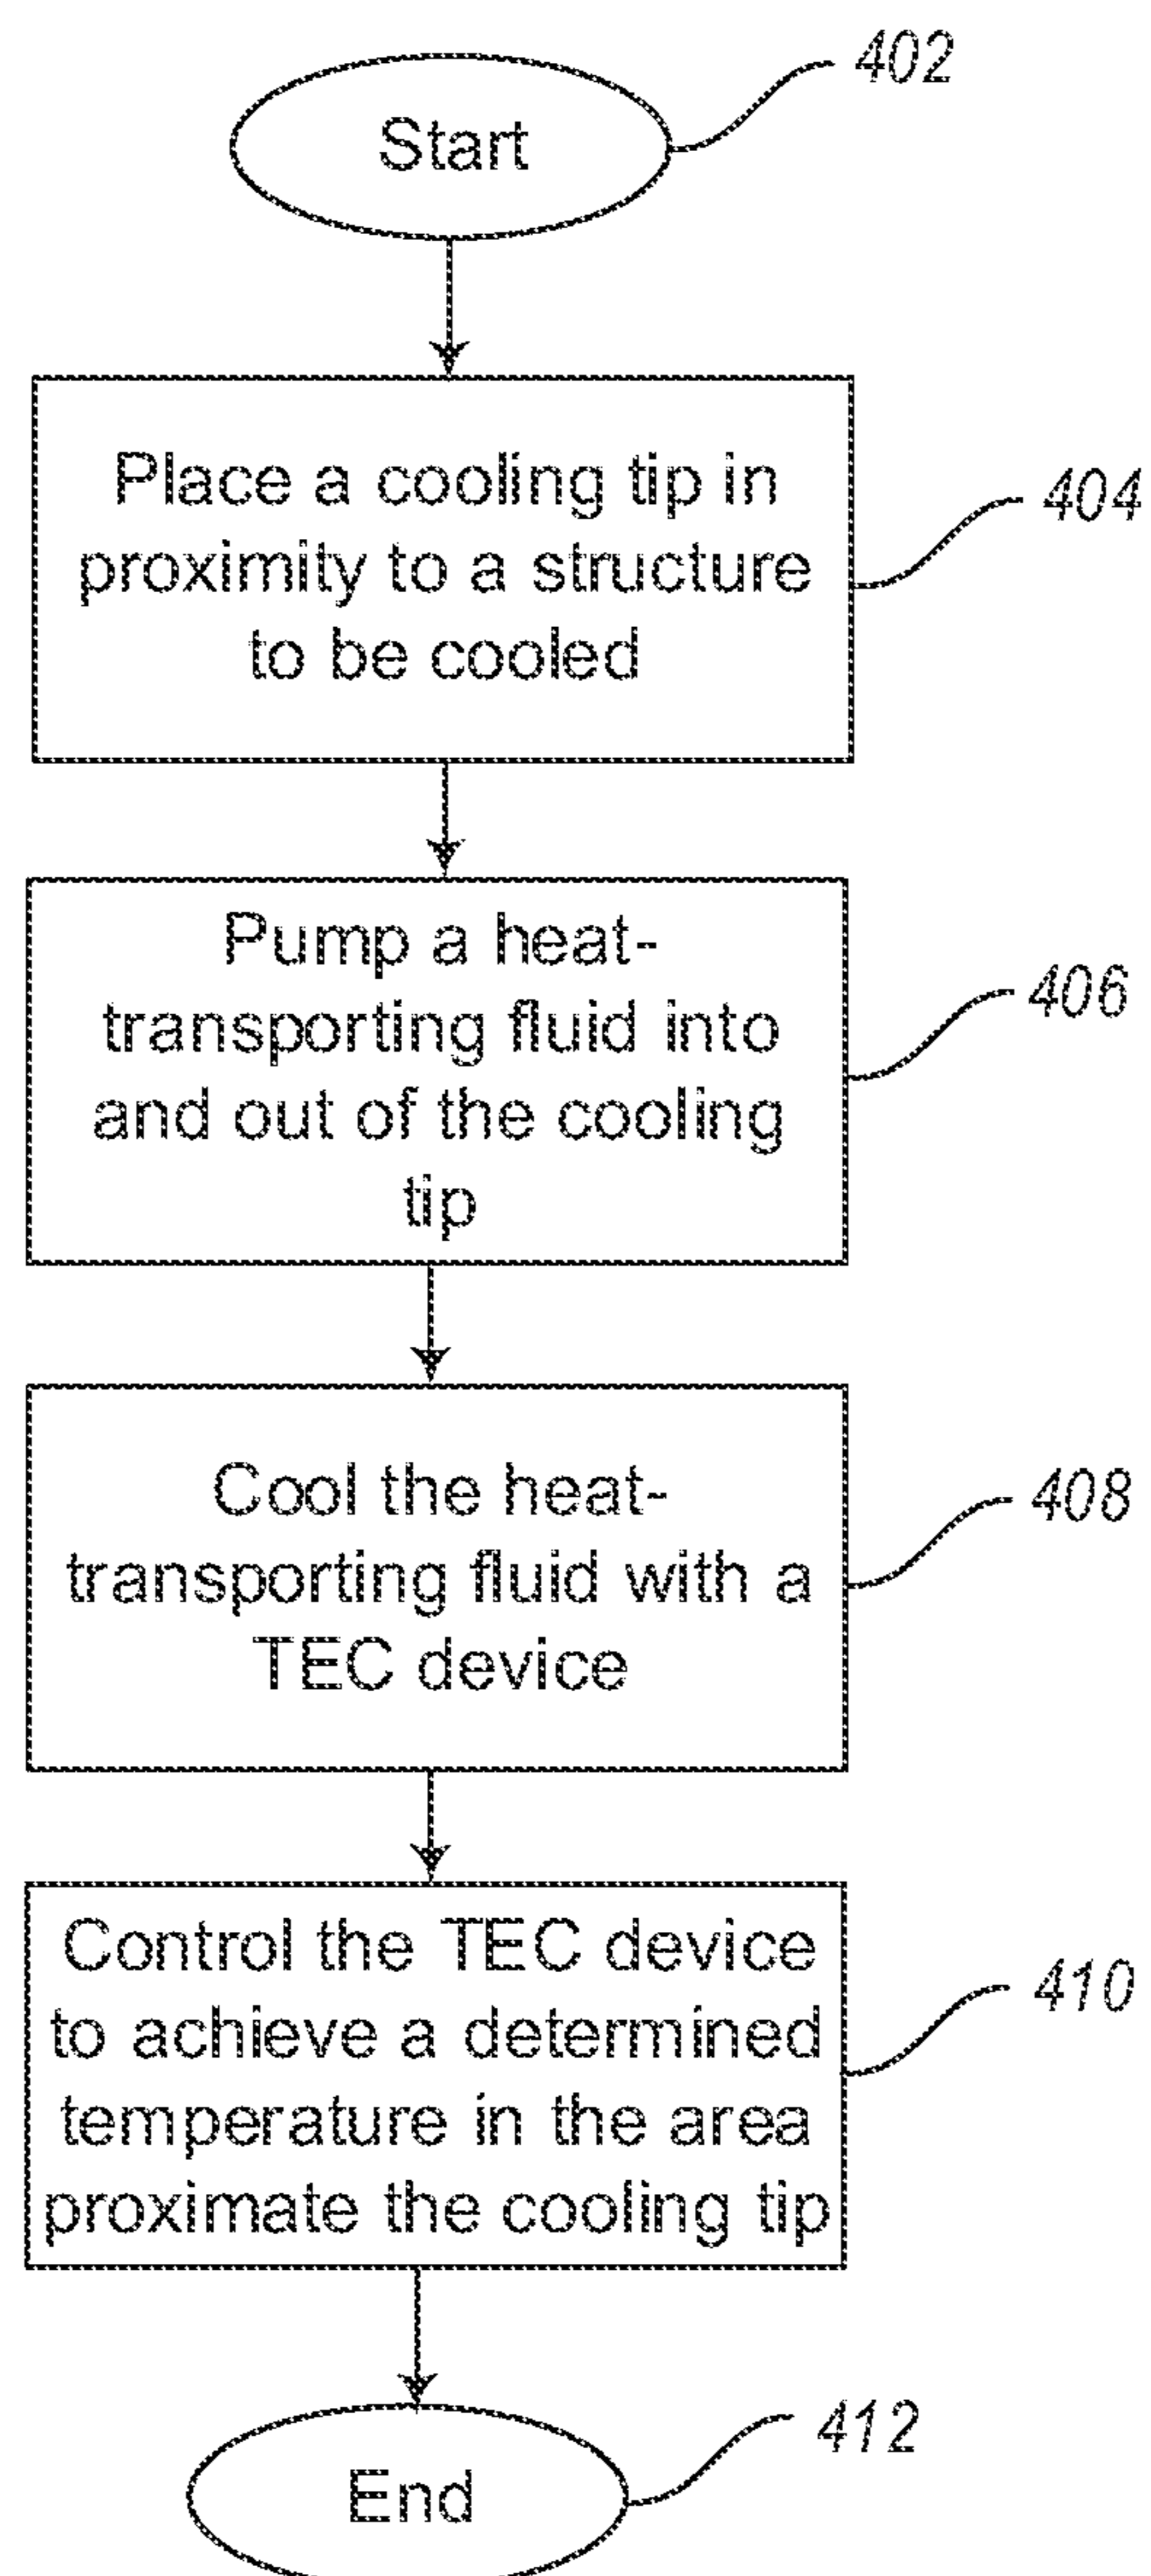 402
Start
Place a cooling tip in
proximity to a structure
to be cooled
404
Pump a heat-
transporting fluid into
and out of the cooling
tip
406
Cool the heat-
transporting fluid with a
TEC device
408
Control the TEC device
to achieve a determined
temperature in the area
proximate the cooling tip
410
412
End